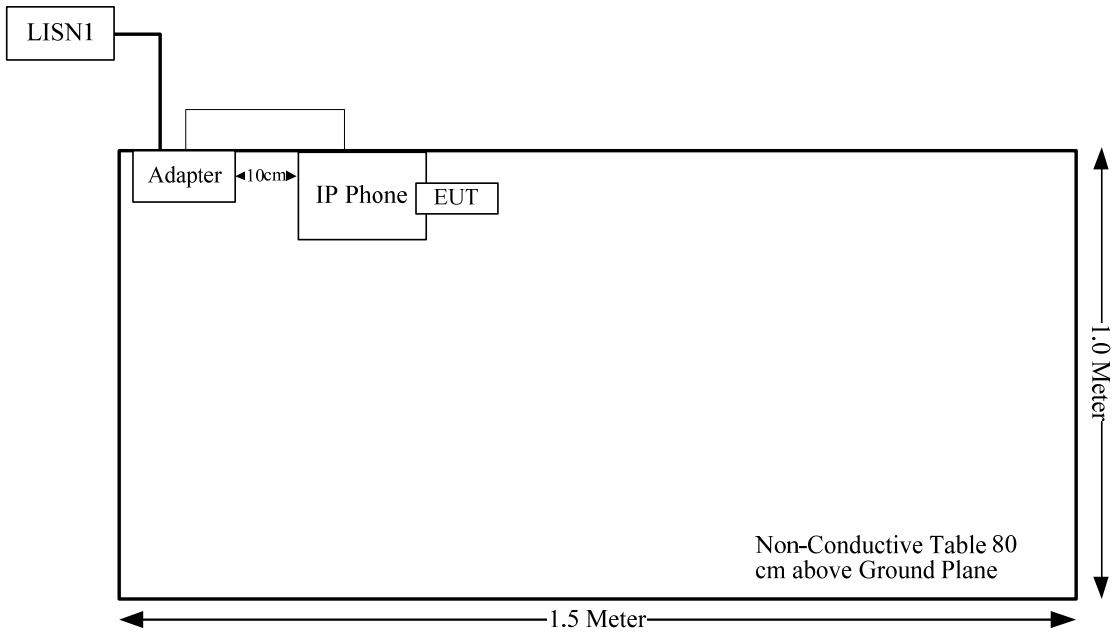 LISN1
Adapter
10cm
IP Phone
EUT
1.0 Meter
Non-Conductive Table 80
cm above Ground Plane
1.5 Meter